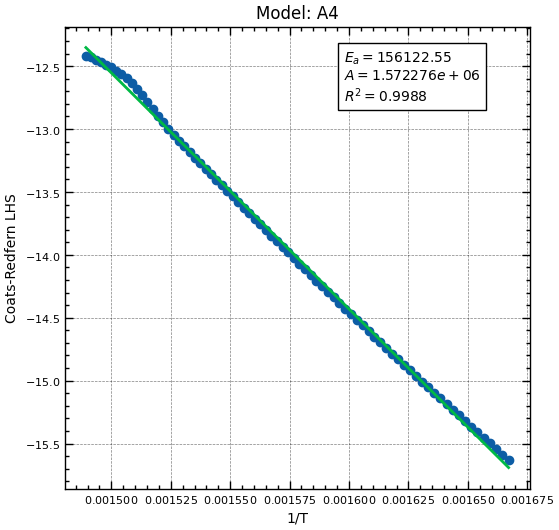 Model: A4
E_a = 156122.55
A = 1.572276e + 06
R^2 = 0.9988
Coats-Redfern LHS
−12.5
−13.0
−13.5
−14.0
−14.5
−15.0
−15.5
0.001500 0.001525 0.001550 0.001575 0.001600 0.001625 0.001650 0.001675
1/T